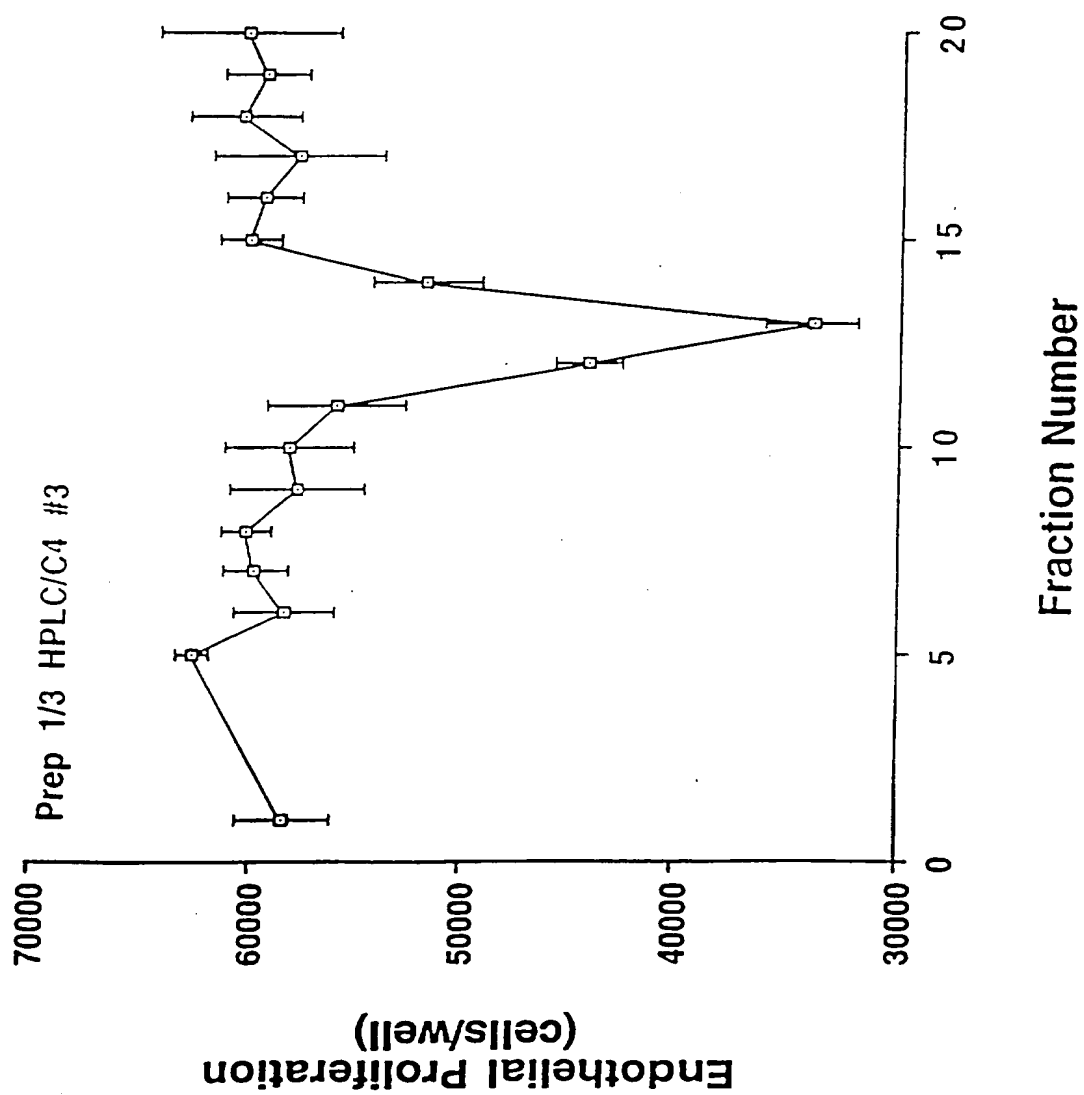 Prep 1/3 HPLC/C4 #3
70000
60000
50000
40000
30000
Endothelial Proliferation
(cells/well)
0
5
10
15
20
Fraction Number